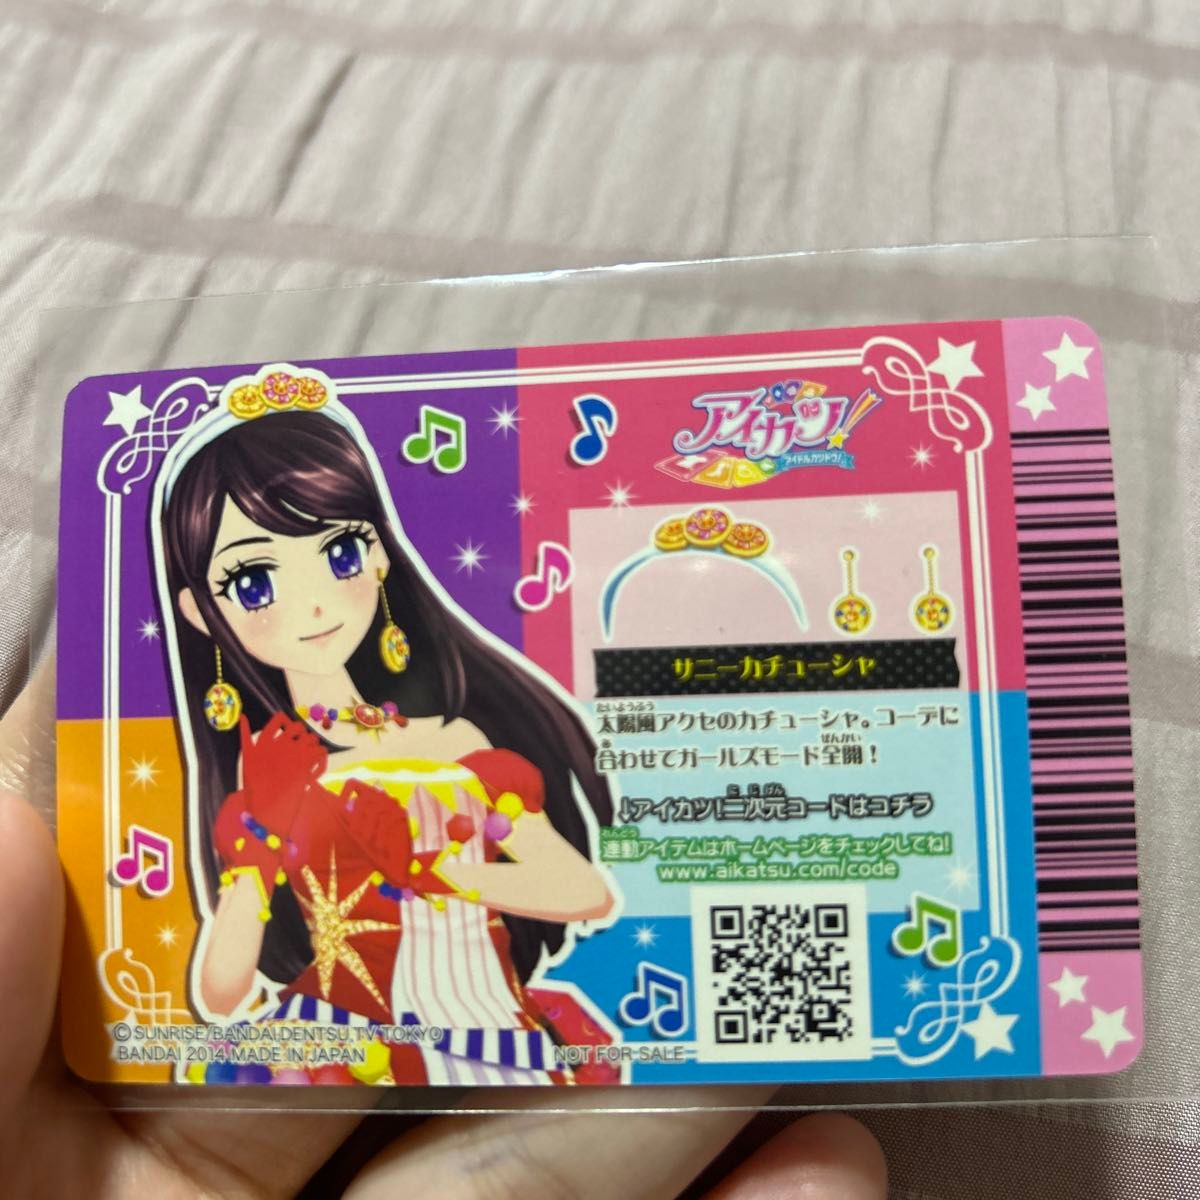 アイカツ!
アイドルカツドウ!
サニーカチューシャ
たいようふう
太陽風アクセのカチューシャ。コーデに
あ ぜんかい
合わせてガールズモード全開!
にじげん
↓アイカツ!二次元コードはコチラ
れんどう
連動アイテムはホームページをチェックしてね!
www.aikatsu.com/code
©SUNRISE/BANDAI,DENTSU,TV TOKYO
BANDAI 2014 MADE IN JAPAN
NOT FOR SALE